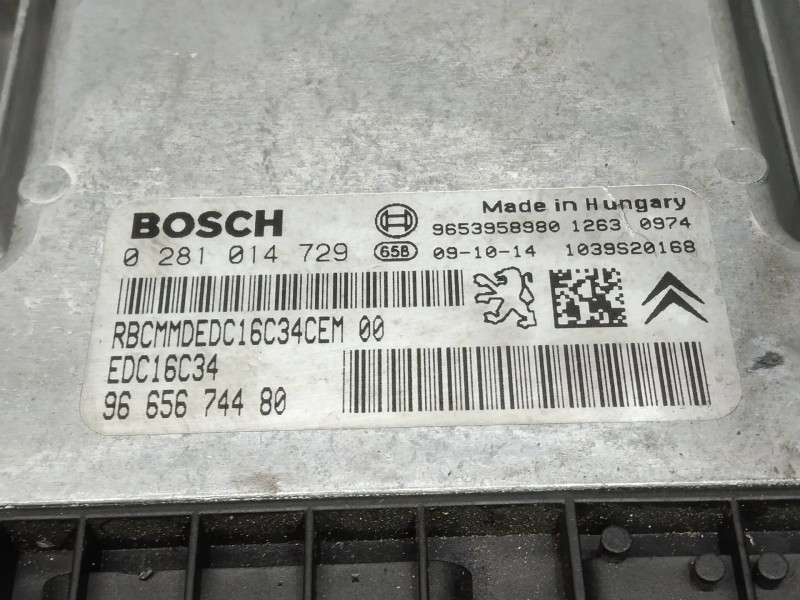 Made in Hungary
BOSCH
9653958980 1263 0974
0 281 014 729 65B 09-10-14 1039S20168
RBCMMDEDC16C34CEM 00
EDC16C34
96 656 744 80